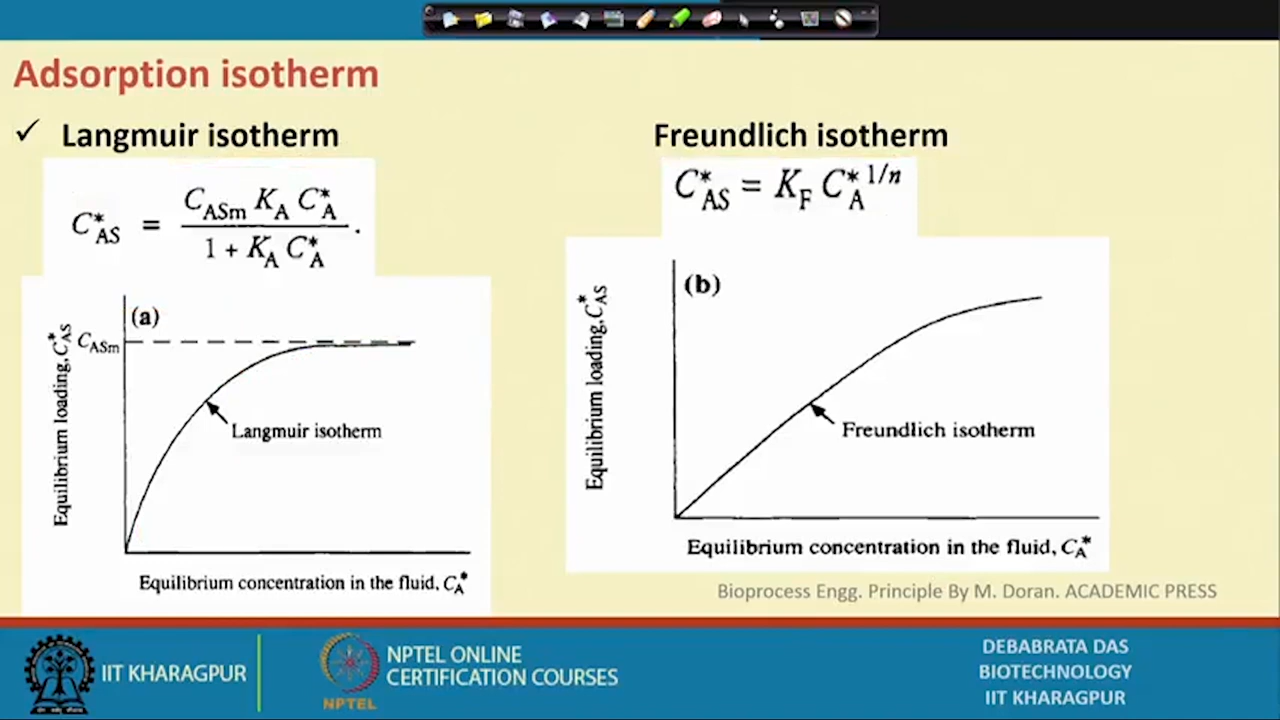 Adsorption isotherm
✓ Langmuir isotherm
C*AS = CASm KA C*A / 1 + KA C*A .
(a)
Equilibrium loading, C*AS
CASm
Langmuir isotherm
Equilibrium concentration in the fluid, C*A
Freundlich isotherm
C*AS = KF C*A 1/n
(b)
Equilibrium loading, C*AS
Freundlich isotherm
Equilibrium concentration in the fluid, C*A
Bioprocess Engg. Principle By M. Doran. ACADEMIC PRESS
IIT KHARAGPUR
NPTEL
NPTEL ONLINE
CERTIFICATION COURSES
DEBABRATA DAS
BIOTECHNOLOGY
IIT KHARAGPUR